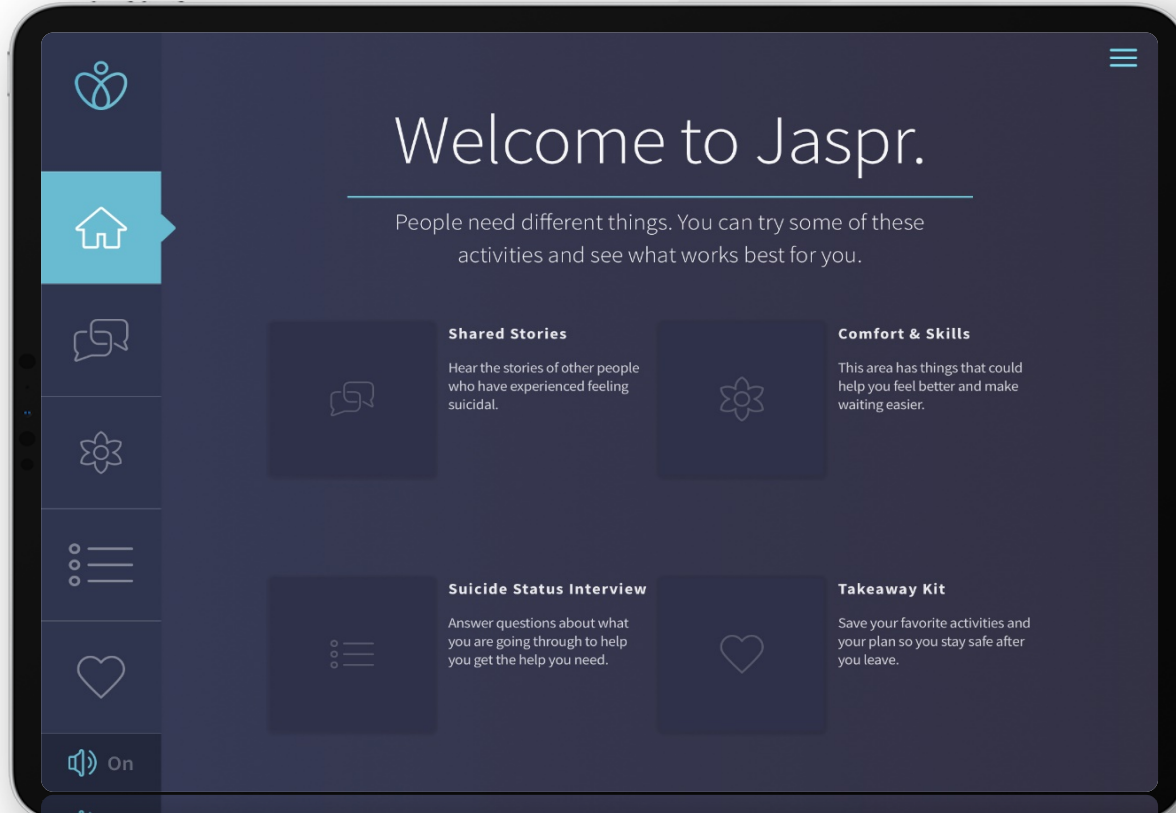 Welcome to Jaspr.
People need different things. You can try some of these
activities and see what works best for you.
Shared Stories
Hear the stories of other people
who have experienced feeling
suicidal.
Comfort & Skills
This area has things that could
help you feel better and make
waiting easier.
Suicide Status Interview
Answer questions about what
you are going through to help
you get the help you need.
Takeaway Kit
Save your favorite activities and
your plan so you stay safe after
you leave.
On